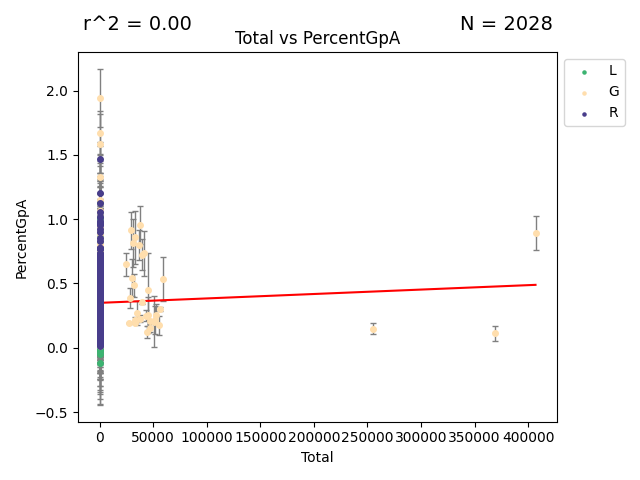 r^2 = 0.00
N = 2028
Total vs PercentGpA
L
G
R
2.0
1.5
1.0
0.5
0.0
−0.5
PercentGpA
0 50000 100000 150000 200000 250000 300000 350000 400000
Total